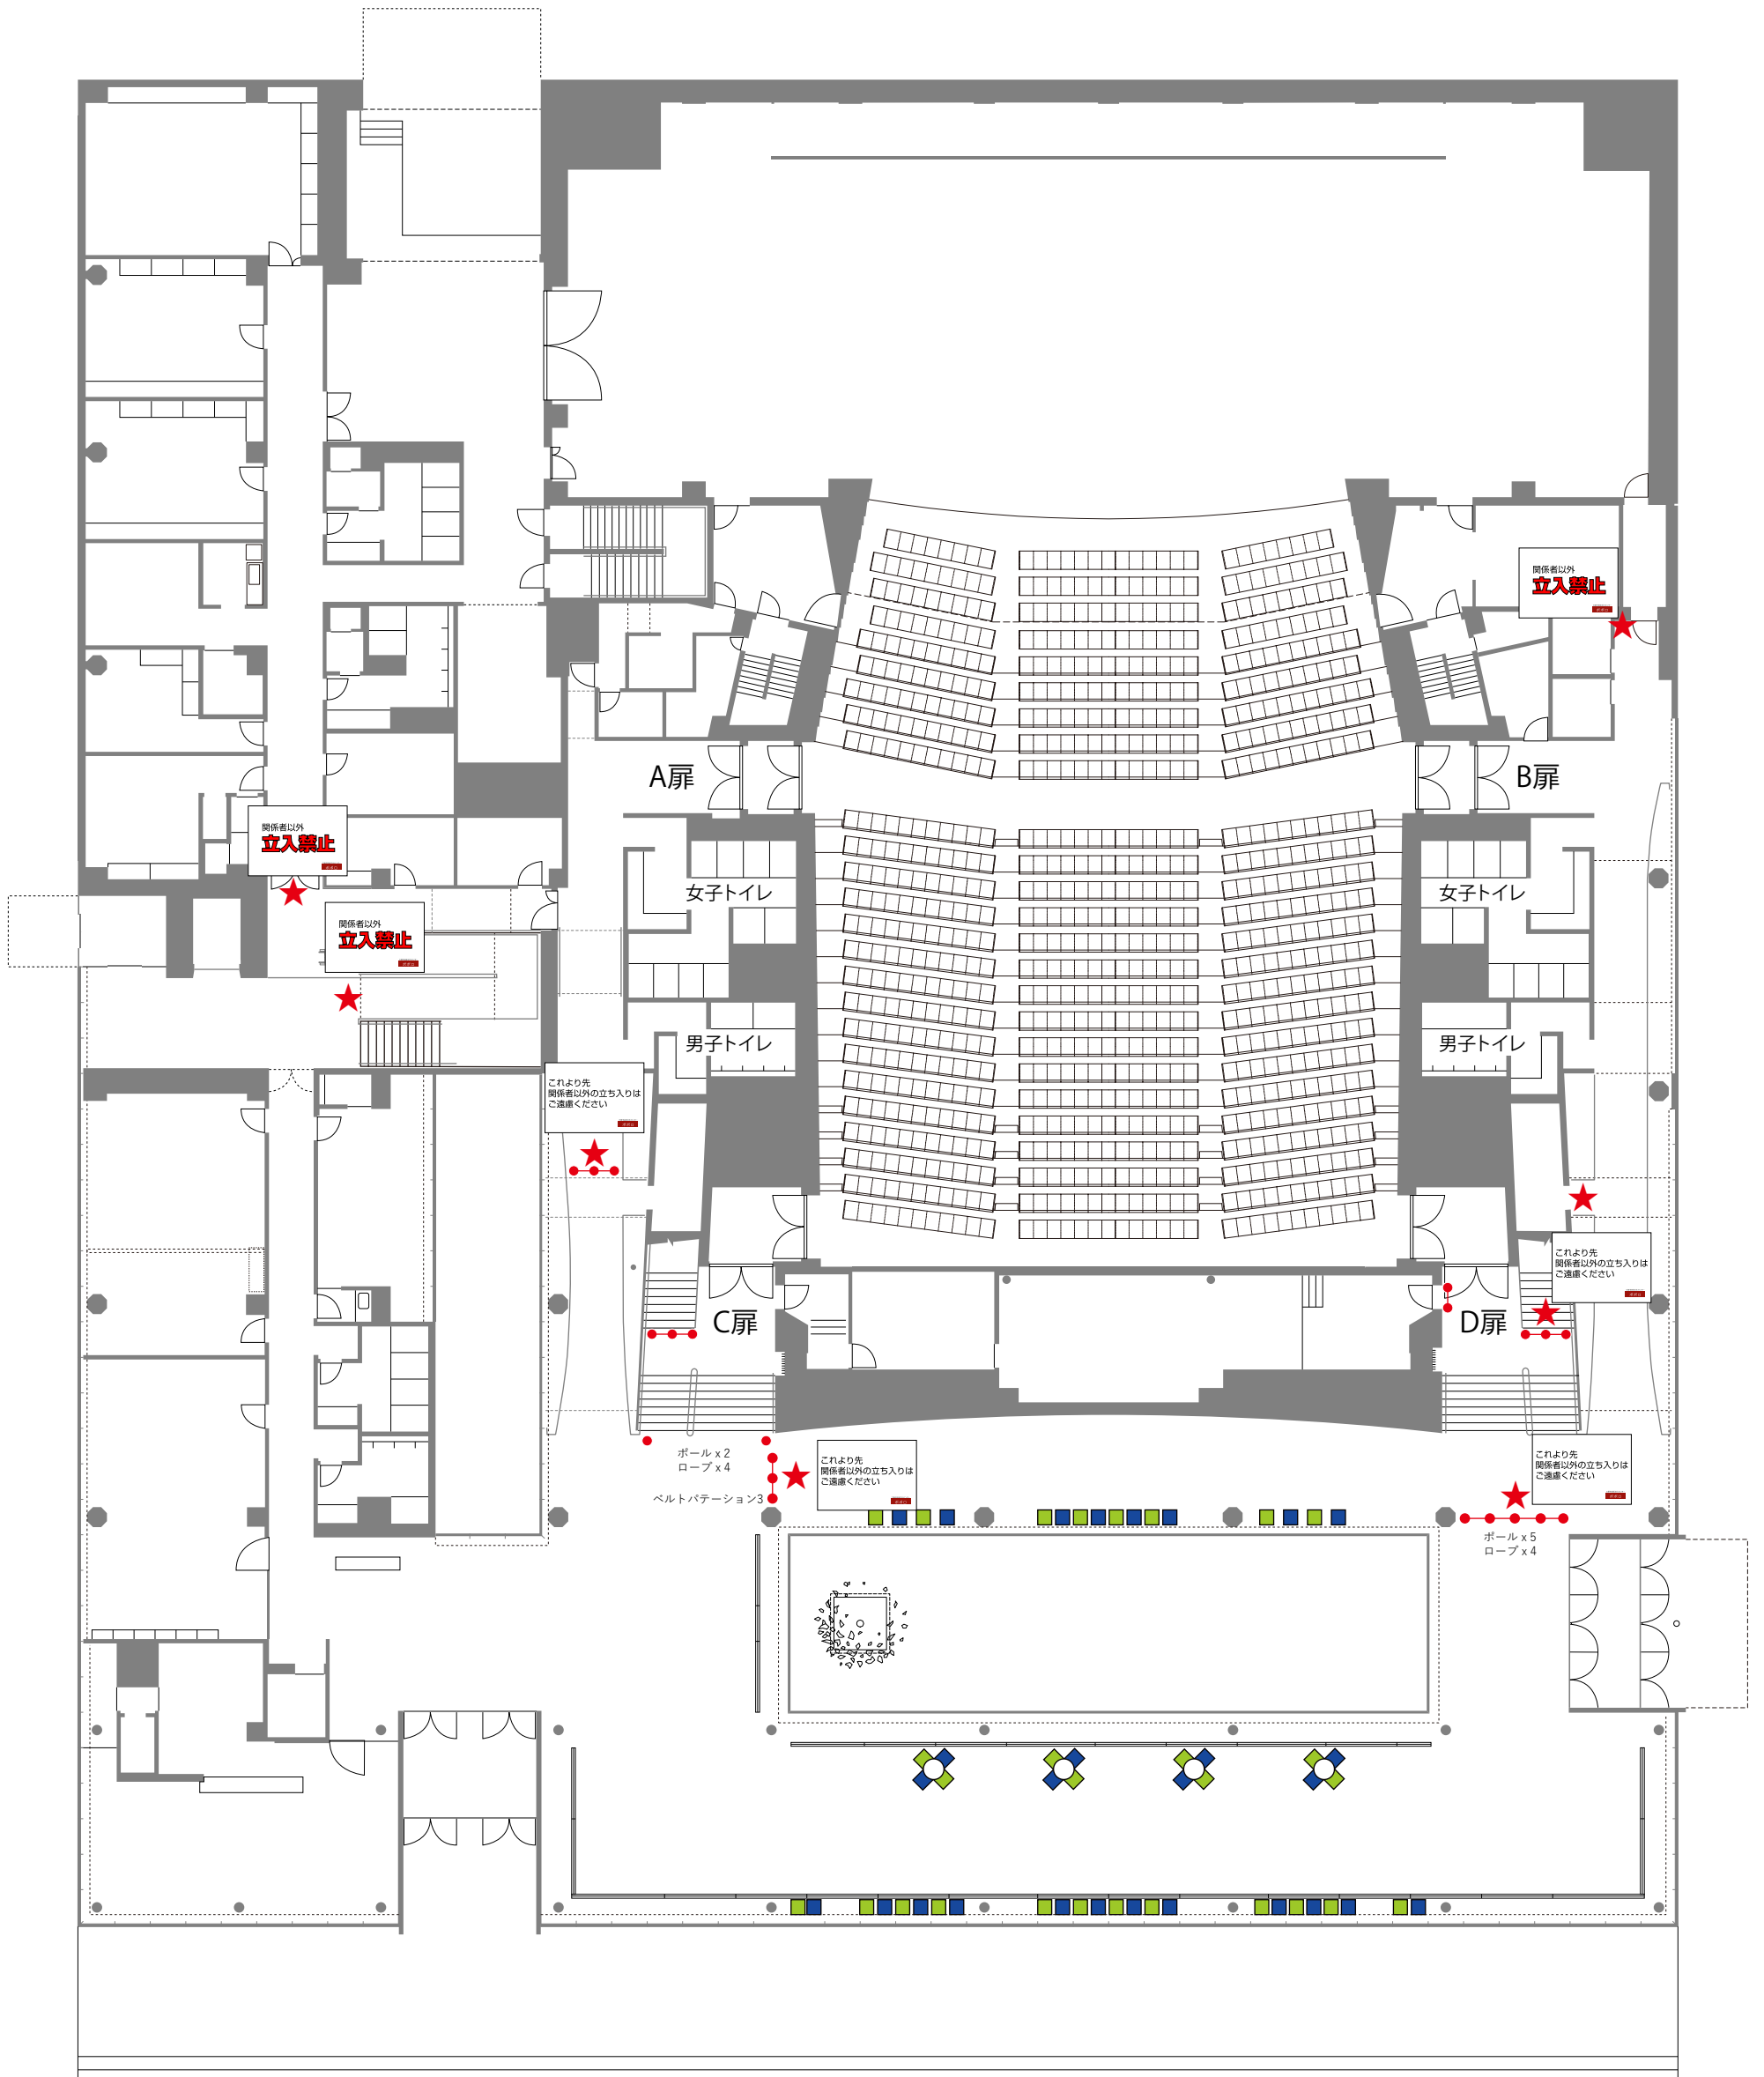 関係者以外
立入禁止
A扉
B扉
関係者以外
立入禁止
女子トイレ
女子トイレ
関係者以外
立入禁止
男子トイレ
男子トイレ
これより先
関係者以外の立ち入りは
ご遠慮ください
これより先
関係者以外の立ち入りは
ご遠慮ください
C扉
D扉
ポール x 2
ロープ x 4
ベルトパテーション3
これより先
関係者以外の立ち入りは
ご遠慮ください
これより先
関係者以外の立ち入りは
ご遠慮ください
ポール x 5
ロープ x 4